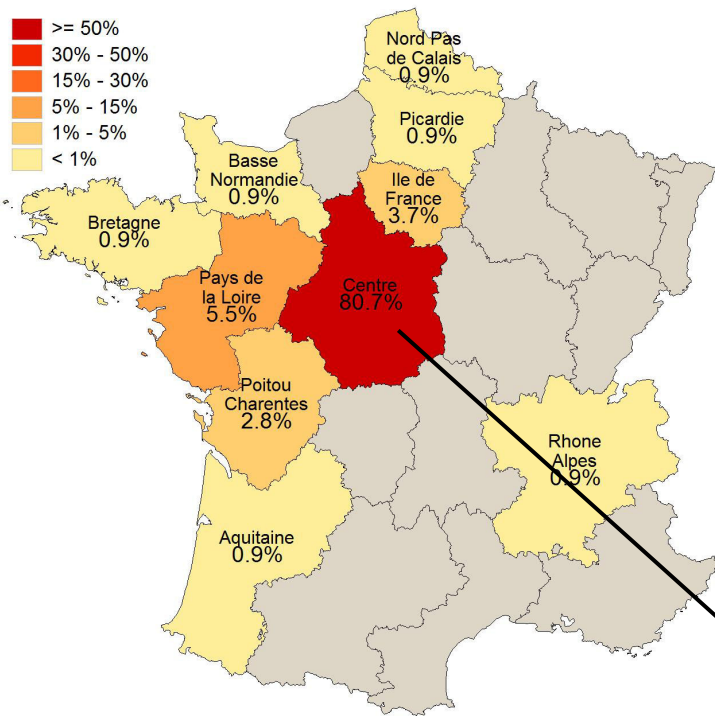 >= 50%
30% - 50%
15% - 30%
5% - 15%
1% - 5%
< 1%
Nord Pas
de Calais
0.9%
Picardie
0.9%
Basse
Normandie
0.9%
Ile de
France
3.7%
Bretagne
0.9%
Pays de
la Loire
5.5%
Centre
80.7%
Poitou
Charentes
2.8%
Rhone
Alpes
0.9%
Aquitaine
0.9%